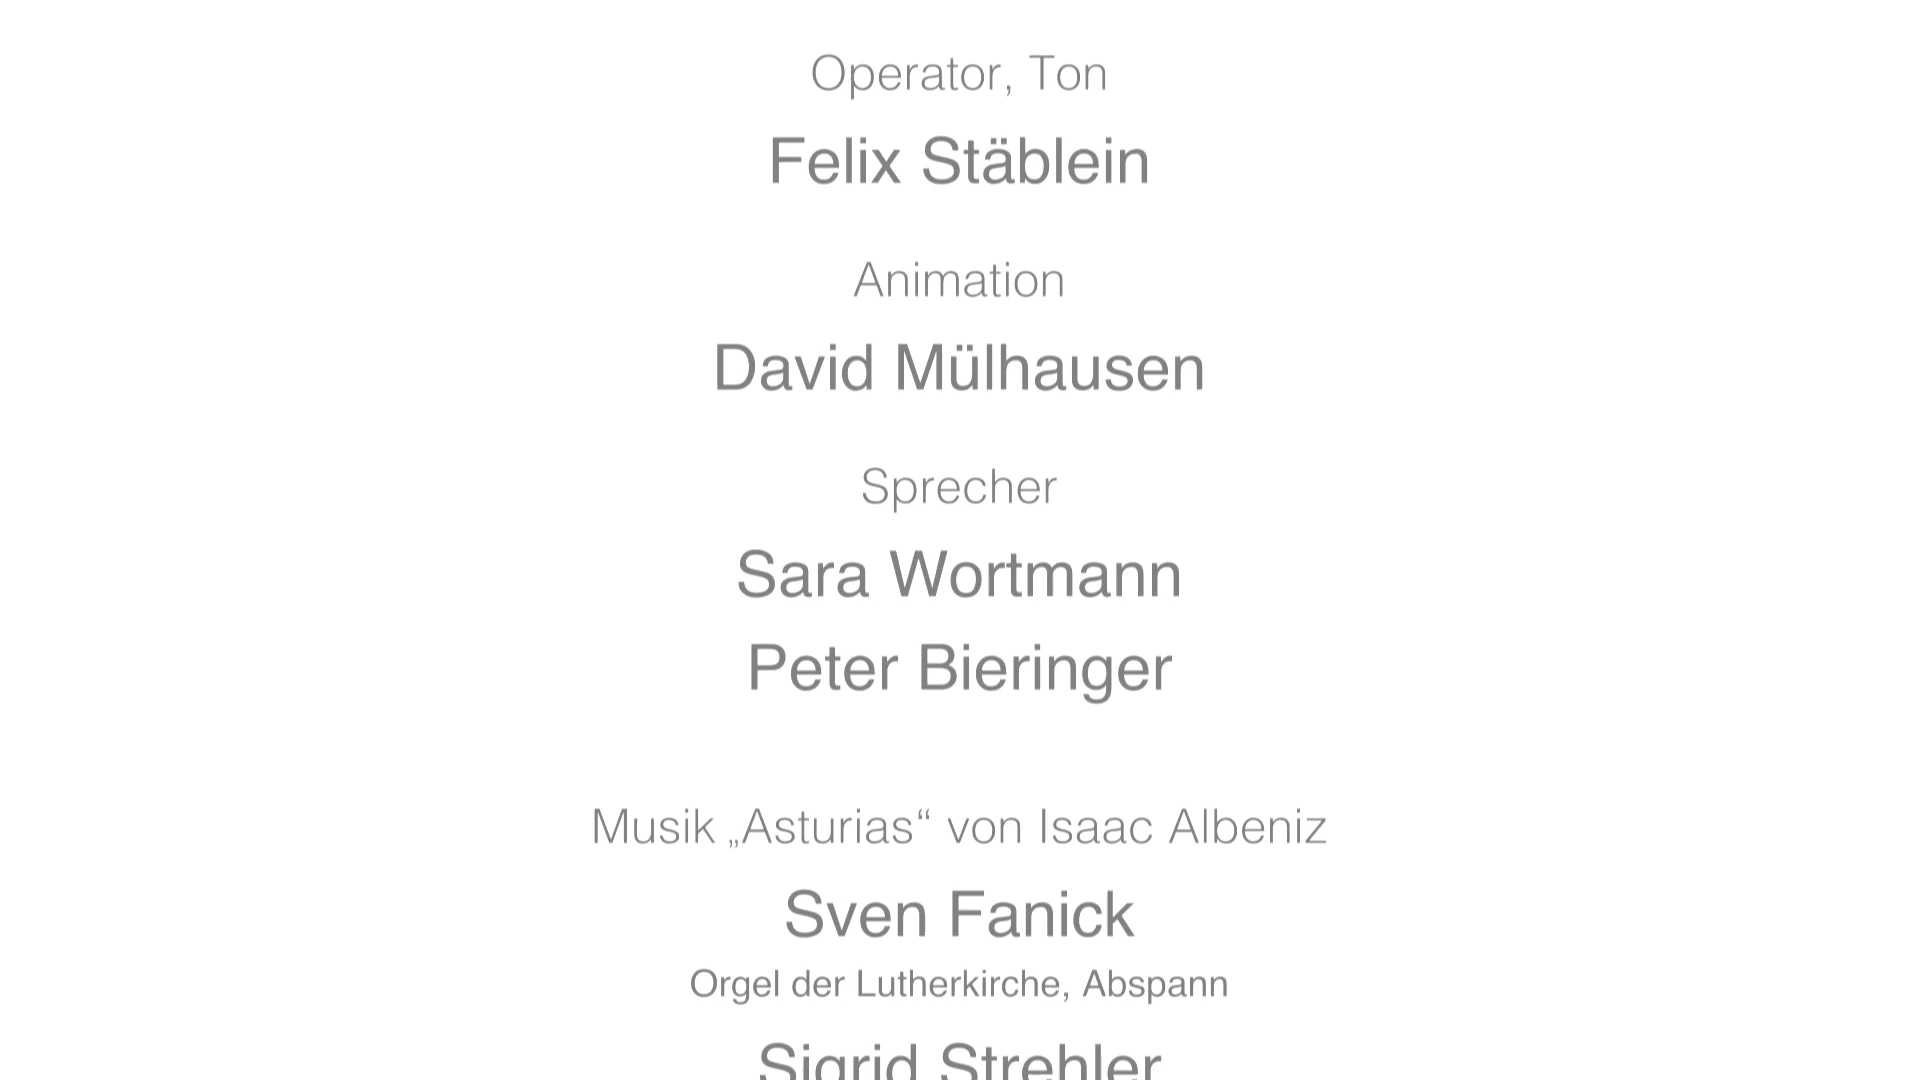 Operator, Ton
Felix Stäblein
Animation
David Mülhausen
Sprecher
Sara Wortmann
Peter Bieringer
Musik „Asturias“ von Isaac Albeniz
Sven Fanick
Orgel der Lutherkirche, Abspann
Sigrid Strehler